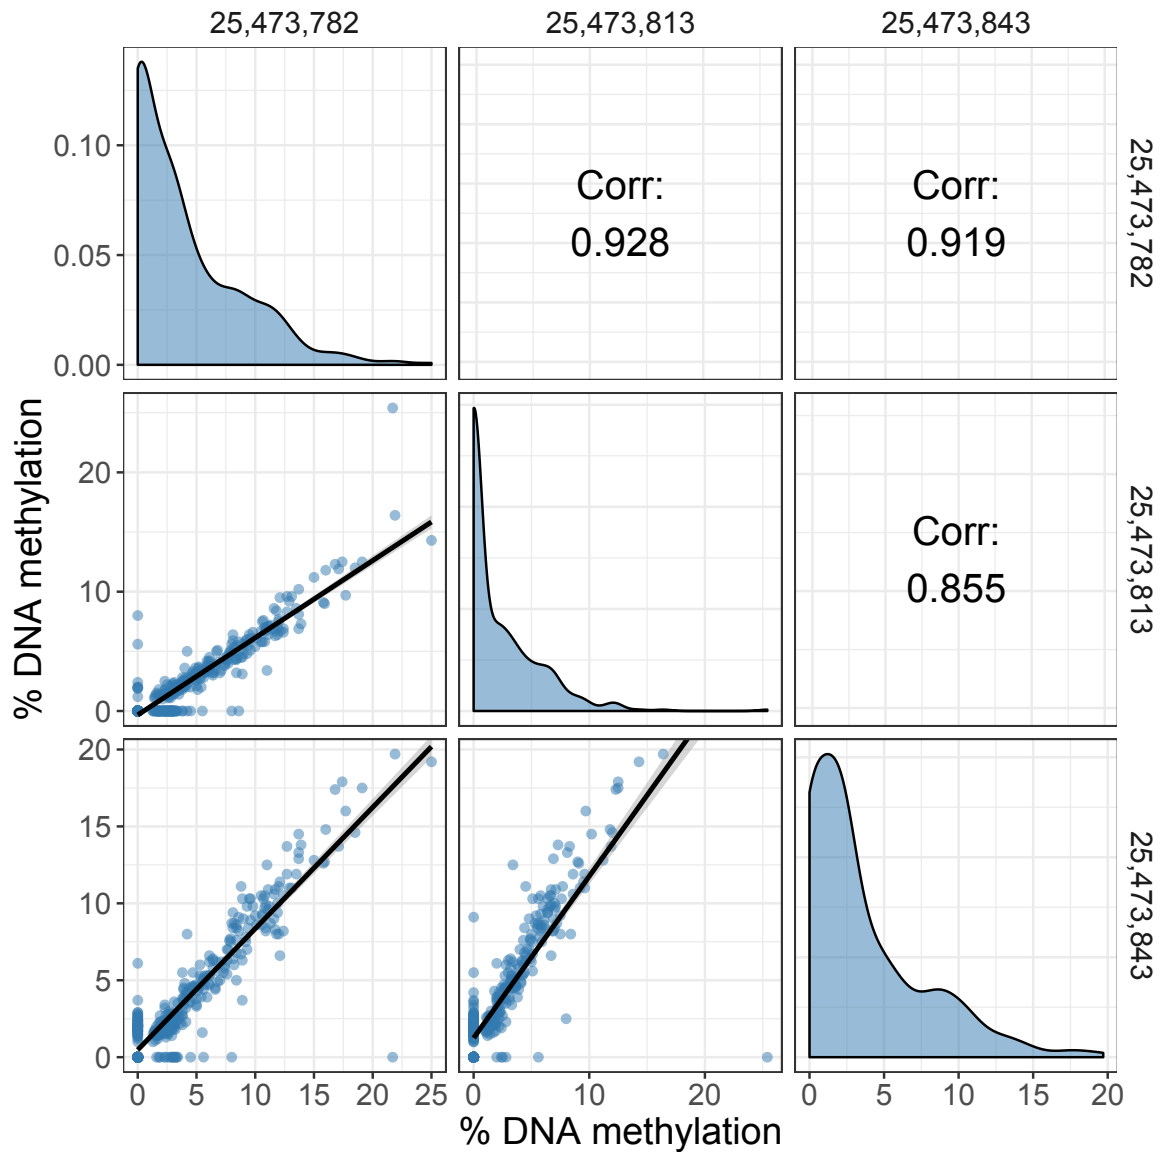 25,473,782 25,473,813 25,473,843
0.10
0.05
0.00
Corr:
0.928
Corr:
0.919
25,473,782
% DNA methylation
20
10
0
Corr:
0.855
25,473,813
20
15
10
5
0
25,473,843
0 5 10 15 20 25 0 10 20 0 5 10 15 20
% DNA methylation